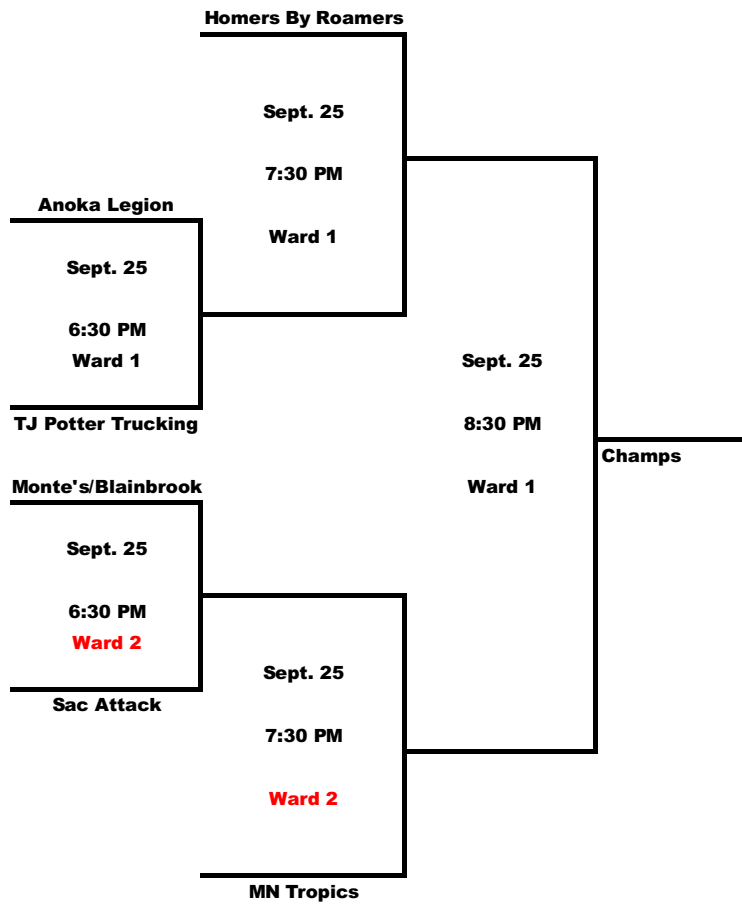 Homers By Roamers
Sept. 25
7:30 PM
Anoka Legion
Ward 1
Sept. 25
6:30 PM
Ward 1
Sept. 25
TJ Potter Trucking
8:30 PM
Champs
Monte's/Blainbrook
Ward 1
Sept. 25
6:30 PM
Ward 2
Sept. 25
Sac Attack
7:30 PM
Ward 2
MN Tropics